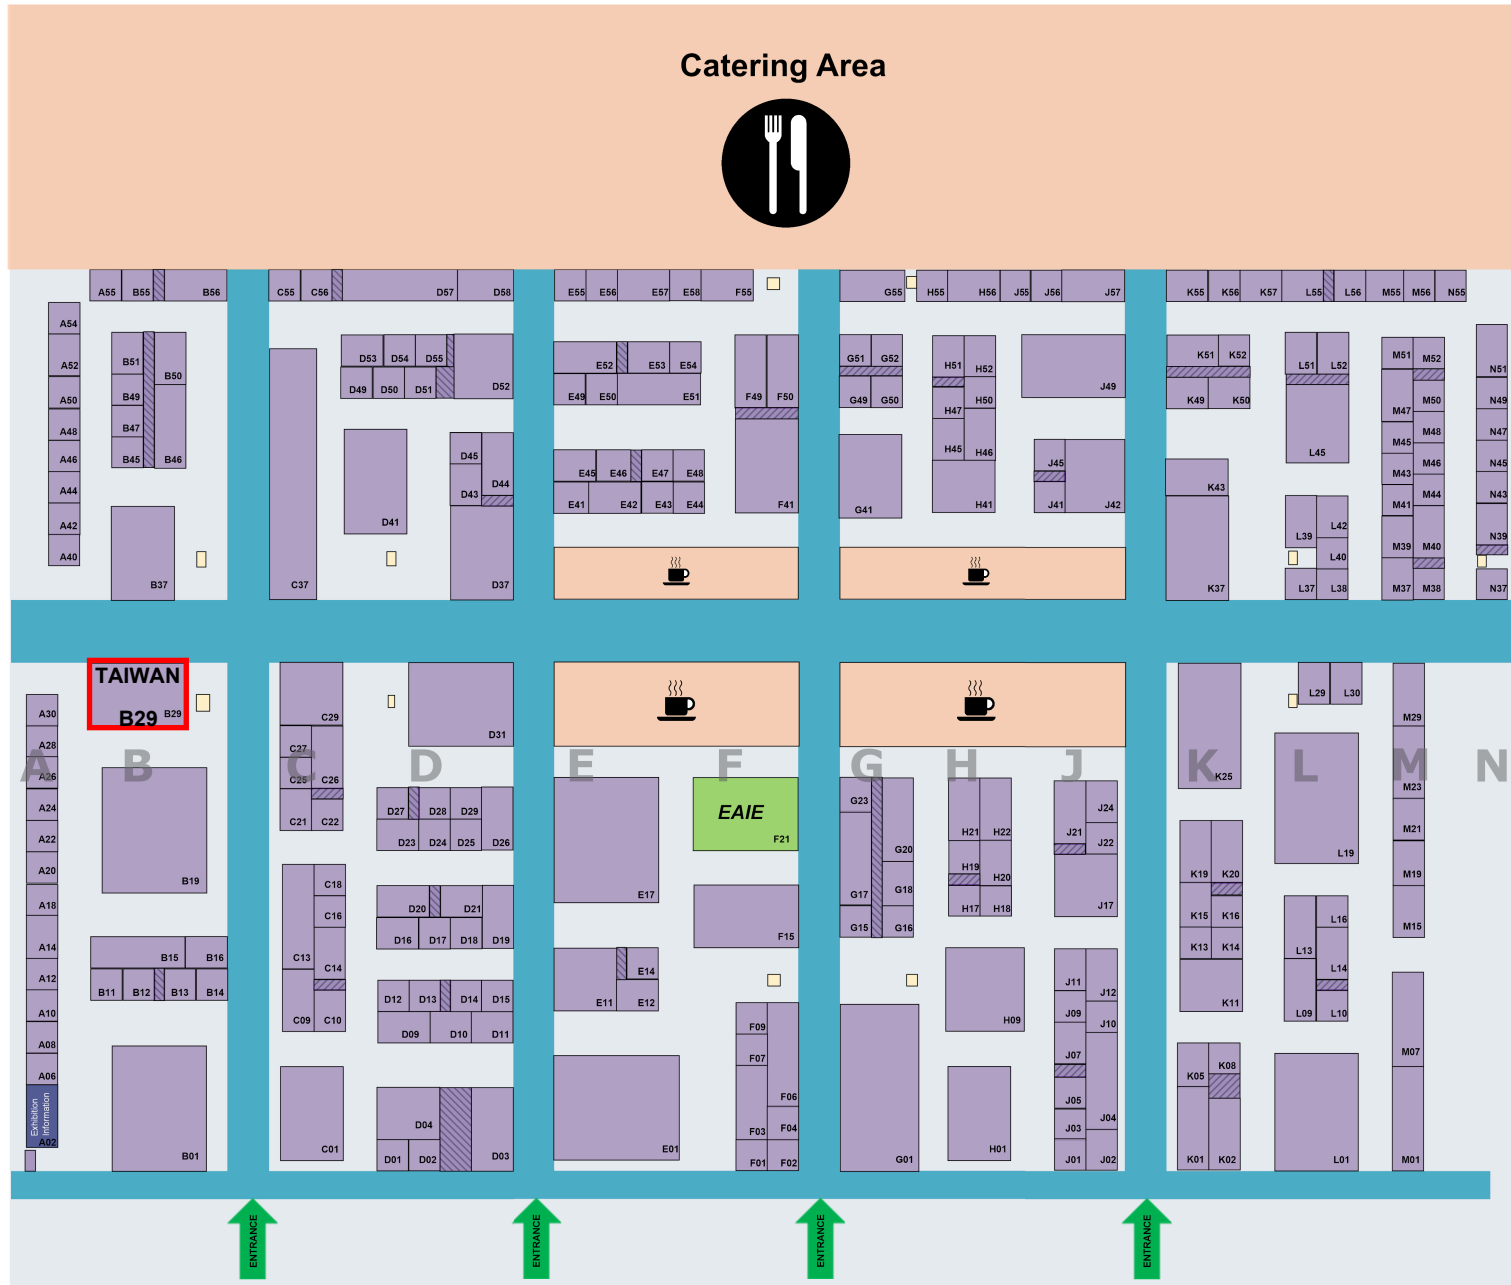 Catering Area
A55 B55 B56 C55 C56 D57 D58 E55 E56 E57 E58 F55 G55 H55 H56 J55 J56 J57 K55 K56 K57 L55 L56 M55 M56 N55
A54
A52 B51 B50 D53 D54 D55 D52 E52 E53 E54 G51 G52 H51 H52 K51 K52 L51 L52 M51 M52 N51
A50 B49 D49 D50 D51 E49 E50 E51 F49 F50 G49 G50 H47 H50 J49 K49 K50 M47 M50 N49
A48 B47 M48 N47
A46 B45 B46 D45 E45 E46 E47 E48 H45 H46 J45 L45 M45 M46 N45
A44 D43 D44 K43 M43 M44 N43
A42 D41 E41 E42 E43 E44 F41 G41 H41 J41 J42 M41 L42
A40 L39 L40 M39 M40 N39
B37 C37 D37 K37 L37 L38 M37 M38 N37
TAIWAN
B29 B29
A30 C29 D31 L29 L30 M29
A28 C27
A B C D E F G H J K L M N
A26 C25 C26 K25 M23
A24 C21 C22 D27 D28 D29 EAIE G23 J24
A22 D23 D24 D25 D26 F21 H21 H22 J21 J22 M21
A20 B19 C18 E17 G20 H19 H20 L19 K19 K20 M19
A18 C16 D20 D21 G17 G18 H17 H18 J17 K15 K16 L16
A14 D16 D17 D18 D19 F15 G15 G16 M15
A12 B15 B16 C13 C14 E14 K13 K14 L13 L14
B11 B12 B13 B14 D12 D13 D14 D15 E11 E12 J11 J12 K11
A10 C09 C10 D09 D10 D11 F09 H09 J09 J10 L09 L10
A08 F07 J07 M07
A06 F06 J05 K05 K08
Exhibition
Information
A02 D04 F03 F04 J03 J04
B01 C01 D01 D02 D03 E01 F01 F02 G01 H01 J01 J02 K01 K02 L01 M01
ENTRANCE ENTRANCE ENTRANCE ENTRANCE